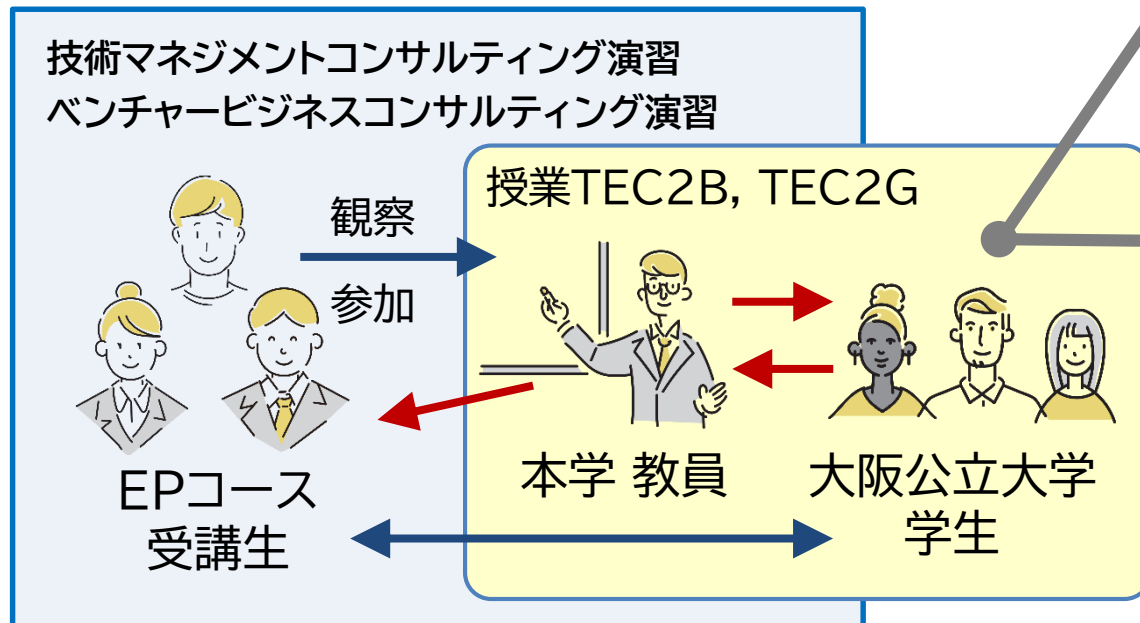 技術マネジメントコンサルティング演習
ベンチャービジネスコンサルティング演習
授業TEC2B, TEC2G
観察
参加
EPコース
受講生
本学 教員
大阪公立大学
学生